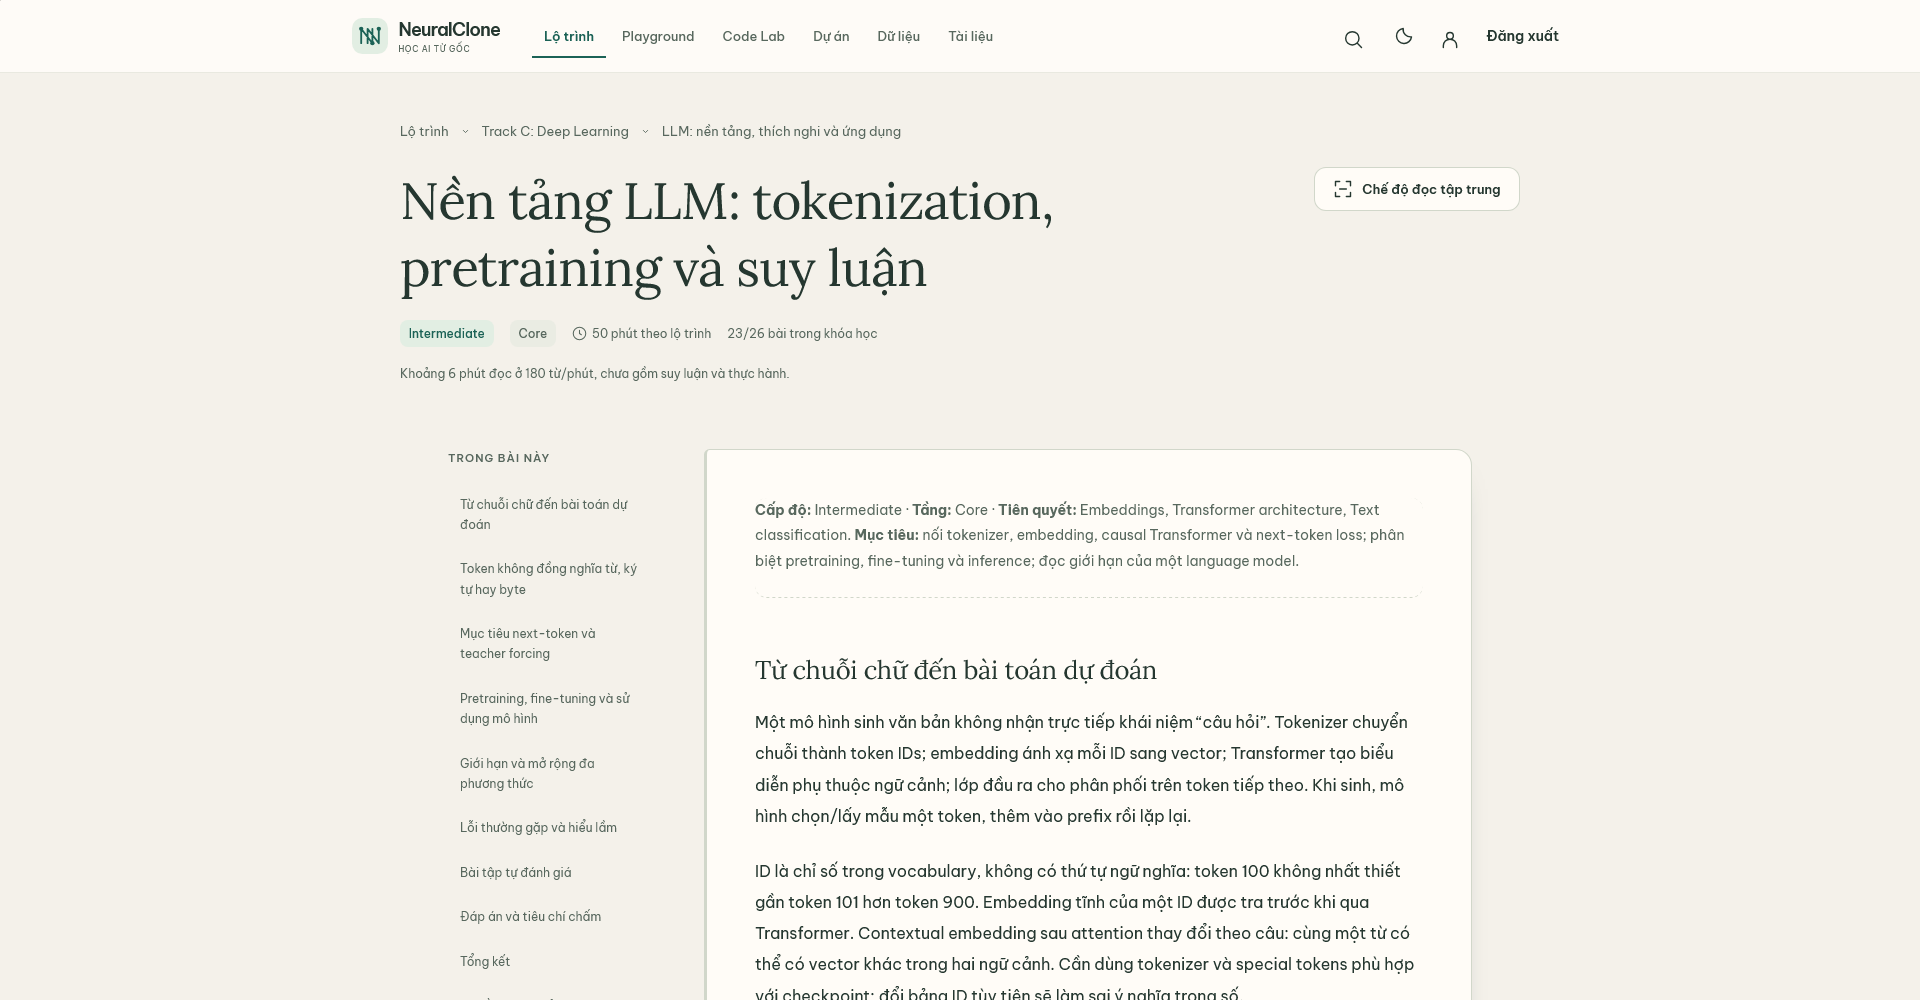 NeuralClone
HỌC AI TỪ GỐC
Lộ trình
Playground
Code Lab
Dự án
Dữ liệu
Tài liệu
Đăng xuất
Lộ trình
Track C: Deep Learning
LLM: nền tảng, thích nghi và ứng dụng
Nền tảng LLM: tokenization,
pretraining và suy luận
Chế độ đọc tập trung
Intermediate
Core
50 phút theo lộ trình
23/26 bài trong khóa học
Khoảng 6 phút đọc ở 180 từ/phút, chưa gồm suy luận và thực hành.
TRONG BÀI NÀY
Từ chuỗi chữ đến bài toán dự
đoán
Token không đồng nghĩa từ, ký
tự hay byte
Mục tiêu next-token và
teacher forcing
Pretraining, fine-tuning và sử
dụng mô hình
Giới hạn và mở rộng đa
phương thức
Lỗi thường gặp và hiểu lầm
Bài tập tự đánh giá
Đáp án và tiêu chí chấm
Tổng kết
Cấp độ: Intermediate · Tầng: Core · Tiên quyết: Embeddings, Transformer architecture, Text
classification. Mục tiêu: nối tokenizer, embedding, causal Transformer và next-token loss; phân
biệt pretraining, fine-tuning và inference; đọc giới hạn của một language model.
Từ chuỗi chữ đến bài toán dự đoán
Một mô hình sinh văn bản không nhận trực tiếp khái niệm “câu hỏi”. Tokenizer chuyển
chuỗi thành token IDs; embedding ánh xạ mỗi ID sang vector; Transformer tạo biểu
diễn phụ thuộc ngữ cảnh; lớp đầu ra cho phân phối trên token tiếp theo. Khi sinh, mô
hình chọn/lấy mẫu một token, thêm vào prefix rồi lặp lại.
ID là chỉ số trong vocabulary, không có thứ tự ngữ nghĩa: token 100 không nhất thiết
gần token 101 hơn token 900. Embedding tĩnh của một ID được tra trước khi qua
Transformer. Contextual embedding sau attention thay đổi theo câu: cùng một từ có
thể có vector khác trong hai ngữ cảnh. Cần dùng tokenizer và special tokens phù hợp
với checkpoint; đổi bảng ID tùy tiện sẽ làm sai ý nghĩa trọng số.